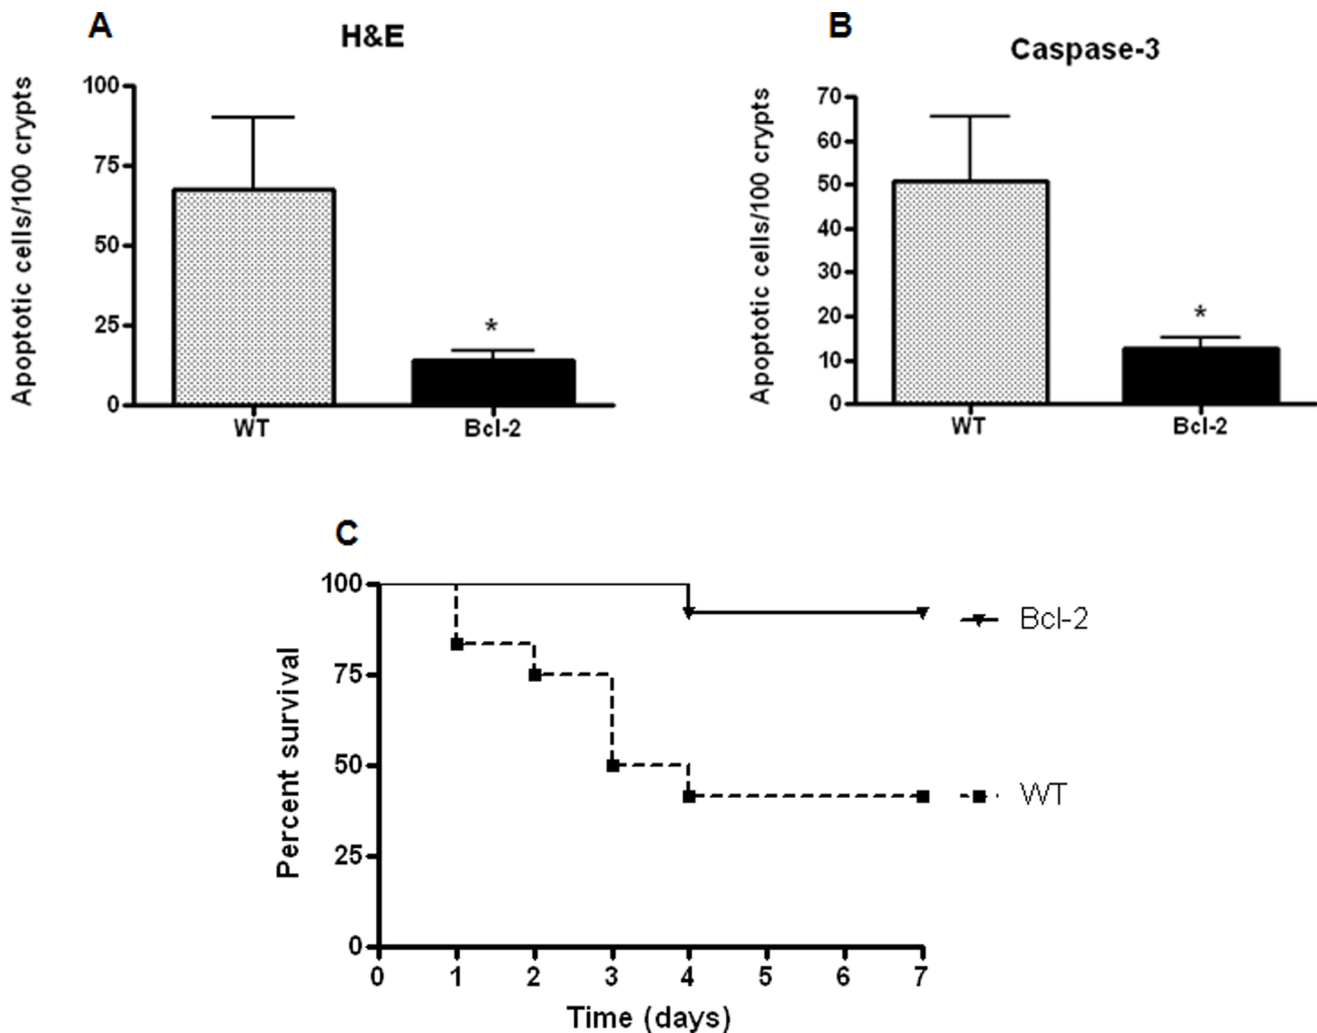 A
H&E
Apoptotic cells/100 crypts
100
75
50
25
0
*
WT
Bcl-2
B
Caspase-3
Apoptotic cells/100 crypts
70
60
50
40
30
20
10
0
*
WT
Bcl-2
C
Percent survival
100
75
50
25
0
0 1 2 3 4 5 6 7
Time (days)
Bcl-2
WT